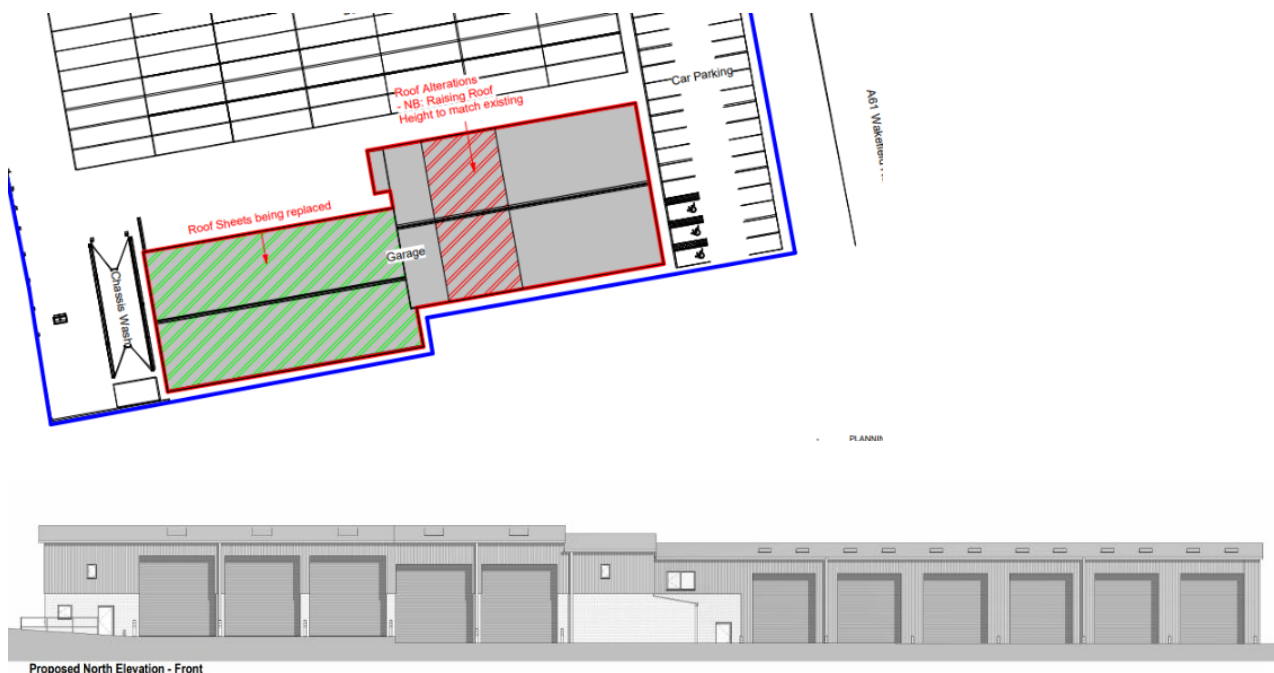 Roof Alterations
- NB: Raising Roof
Height to match existing
Car Parking
A61
Roof Sheets being replaced
Garage
Chassis Wash
Proposed North Elevation - Front